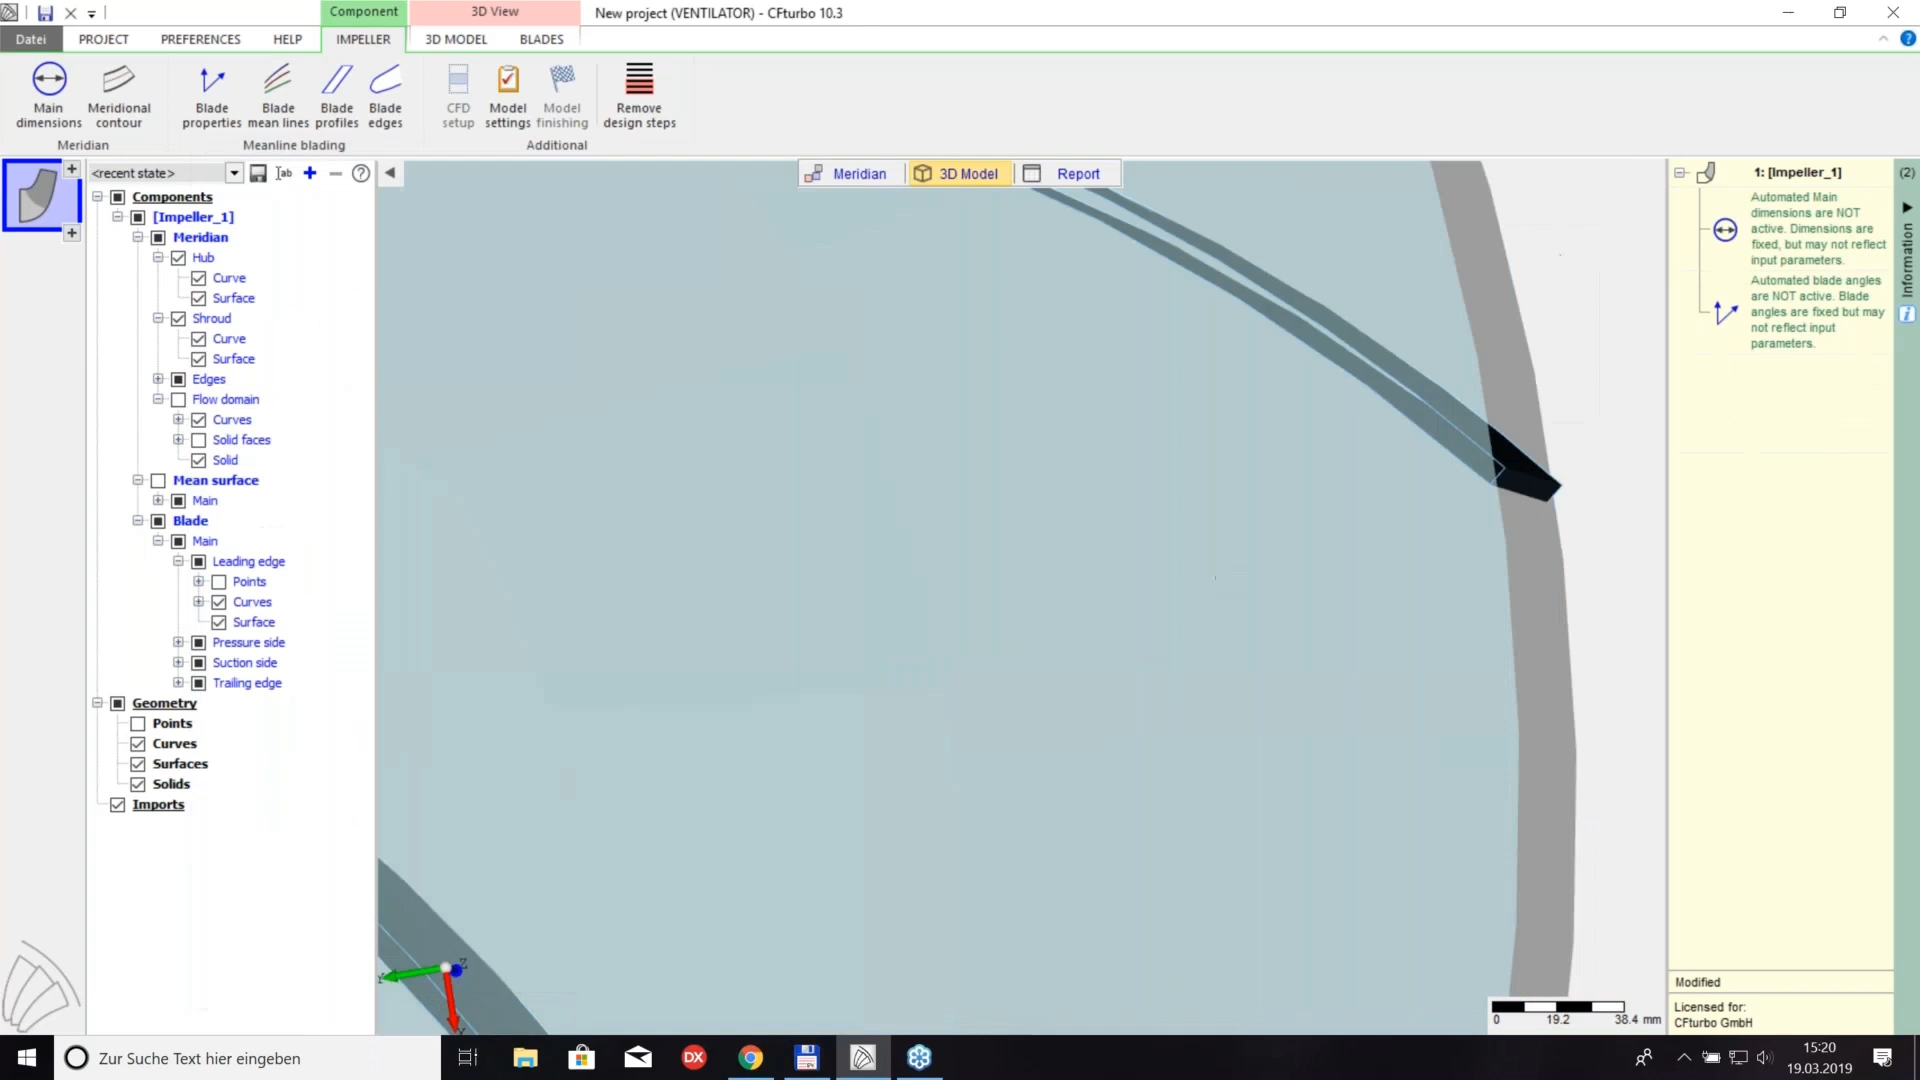 Component
3D View
New project (VENTILATOR) - CFturbo 10.3
Datei
PROJECT
PREFERENCES
HELP
IMPELLER
3D MODEL
BLADES
Main dimensions
Meridional contour
Blade properties
Blade mean lines
Blade profiles
Blade edges
CFD setup
Model settings
Model finishing
Remove design steps
Meridian
Meanline blading
Additional
<recent state>
Meridian
3D Model
Report
Components
[Impeller_1]
Meridian
Hub
Curve
Surface
Shroud
Curve
Surface
Edges
Flow domain
Curves
Solid faces
Solid
Mean surface
Main
Blade
Main
Leading edge
Points
Curves
Surface
Pressure side
Suction side
Trailing edge
Geometry
Points
Curves
Surfaces
Solids
Imports
1: [Impeller_1]
Automated Main
dimensions are NOT
active. Dimensions are
fixed, but may not reflect
input parameters.
Automated blade angles
are NOT active. Blade
angles are fixed but may
not reflect input
parameters.
(2)
Information
Z
Y
0
19.2
38.4 mm
Modified
Licensed for:
CFturbo GmbH
Zur Suche Text hier eingeben
DX
15:20
19.03.2019